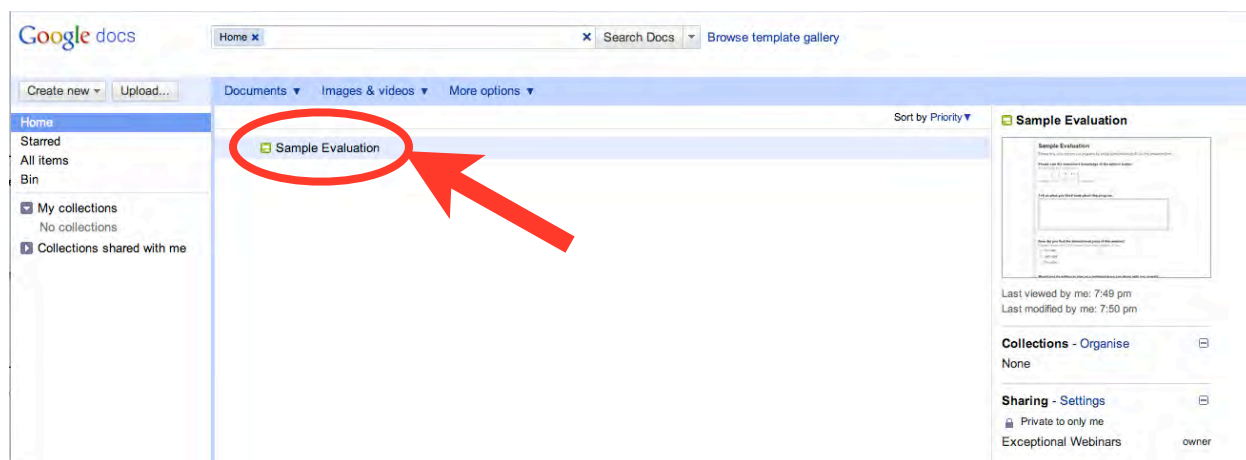 Google docs
Home x
x
Search Docs
Browse template gallery
Create new
Upload...
Documents ▼ Images & videos ▼ More options ▼
Home
Starred
All items
Bin
My collections
No collections
Collections shared with me
Sort by Priority▼
Sample Evaluation
Sample Evaluation
Sample Evaluation
Last viewed by me: 7:49 pm
Last modified by me: 7:50 pm
Collections - Organise
None
Sharing - Settings
Private to only me
Exceptional Webinars owner